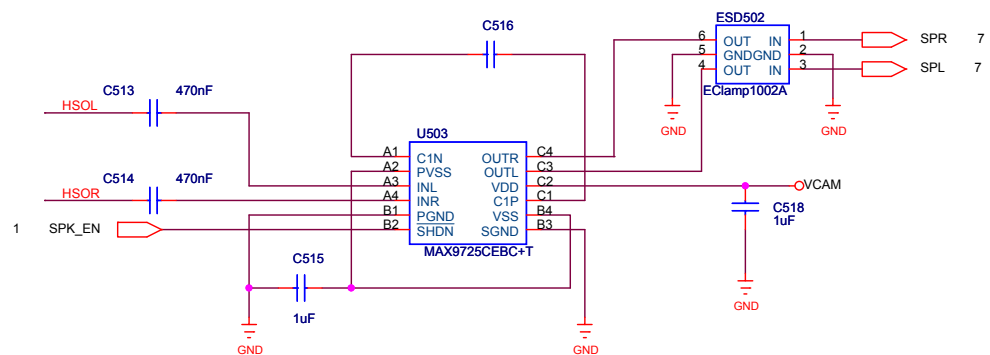 C516
ESD502
6 OUT IN 1 SPR 7
5 GNDGND 2
4 OUT IN 3 SPL 7
EClamp1002A
GND
GND
C513 470nF
HSOL
U503
A1 C1N OUTR C4
A2 PVSS OUTL C3
A3 INL VDD C2 VCAM
A4 INR C1P C1
B1 PGND VSS B4
B2 SHDN SGND B3
MAX9725CEBC+T
C514 470nF
HSOR
1 SPK_EN
C518
1uF
C515
1uF
GND
GND
GND